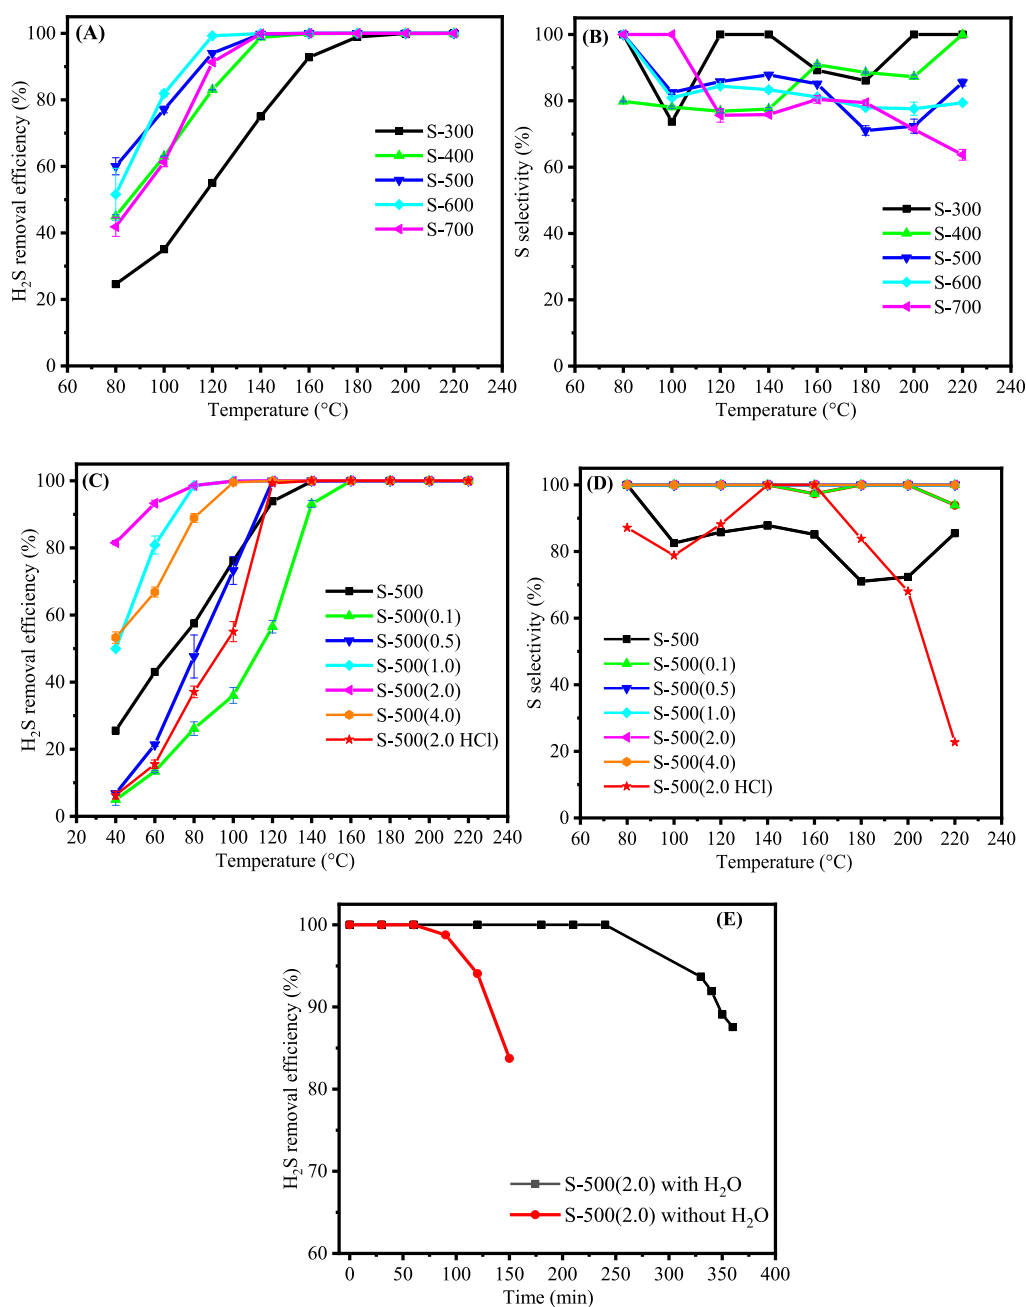 (A)
H₂S removal efficiency (%)
100
80
60
40
20
0
S-300
S-400
S-500
S-600
S-700
60 80 100 120 140 160 180 200 220 240
Temperature (°C)
(B)
S selectivity (%)
100
80
60
40
20
0
S-300
S-400
S-500
S-600
S-700
60 80 100 120 140 160 180 200 220 240
Temperature (°C)
(C)
H₂S removal efficiency (%)
100
80
60
40
20
0
S-500
S-500(0.1)
S-500(0.5)
S-500(1.0)
S-500(2.0)
S-500(4.0)
S-500(2.0 HCl)
20 40 60 80 100 120 140 160 180 200 220 240
Temperature (°C)
(D)
S selectivity (%)
100
80
60
40
20
0
S-500
S-500(0.1)
S-500(0.5)
S-500(1.0)
S-500(2.0)
S-500(4.0)
S-500(2.0 HCl)
60 80 100 120 140 160 180 200 220 240
Temperature (°C)
(E)
H₂S removal efficiency (%)
100
90
80
70
60
S-500(2.0) with H₂O
S-500(2.0) without H₂O
0 50 100 150 200 250 300 350 400
Time (min)